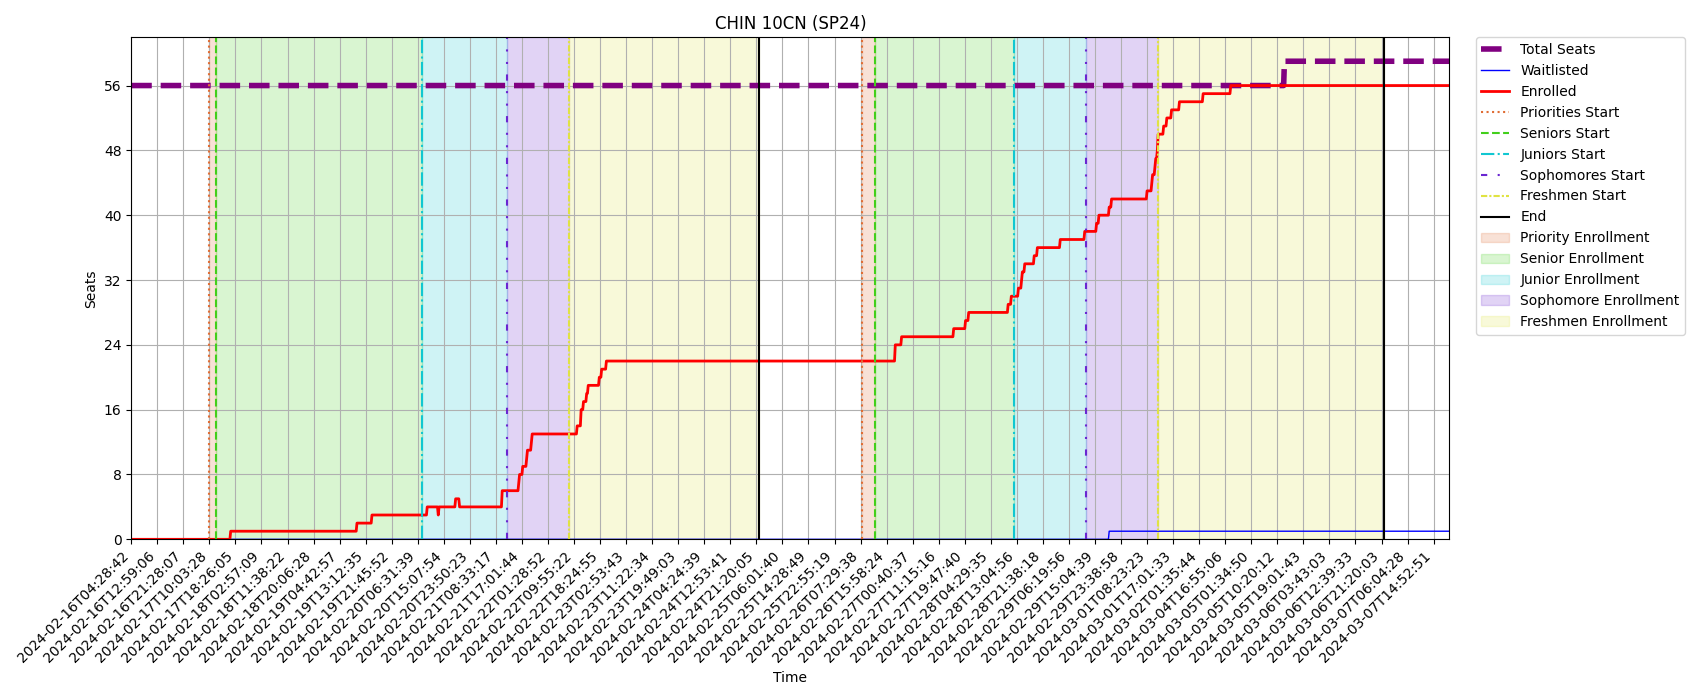 CHIN 10CN (SP24)
Seats
56
48
40
32
24
16
8
0
2024-02-16T04:28:42
2024-02-16T12:59:06
2024-02-16T21:28:07
2024-02-17T10:03:28
2024-02-17T18:26:05
2024-02-18T02:57:09
2024-02-18T11:38:22
2024-02-18T20:06:28
2024-02-19T04:42:57
2024-02-19T13:12:35
2024-02-19T21:45:52
2024-02-20T06:31:39
2024-02-20T15:07:54
2024-02-20T23:50:23
2024-02-21T08:33:17
2024-02-21T17:01:44
2024-02-22T01:28:52
2024-02-22T09:55:22
2024-02-22T18:24:55
2024-02-23T02:53:43
2024-02-23T11:22:34
2024-02-23T19:49:03
2024-02-24T04:24:39
2024-02-24T12:53:41
2024-02-24T21:20:05
2024-02-25T06:01:40
2024-02-25T14:28:49
2024-02-25T22:55:19
2024-02-26T07:29:38
2024-02-26T15:58:24
2024-02-27T00:40:37
2024-02-27T11:15:16
2024-02-27T19:47:40
2024-02-28T04:29:35
2024-02-28T13:04:56
2024-02-28T21:38:18
2024-02-29T06:19:56
2024-02-29T15:04:39
2024-02-29T23:38:58
2024-03-01T08:23:23
2024-03-01T17:01:33
2024-03-02T01:35:44
2024-03-04T16:55:06
2024-03-05T01:34:50
2024-03-05T10:20:12
2024-03-05T19:01:43
2024-03-06T03:43:03
2024-03-06T12:39:33
2024-03-06T21:20:03
2024-03-07T06:04:28
2024-03-07T14:52:51
Time
Total Seats
Waitlisted
Enrolled
Priorities Start
Seniors Start
Juniors Start
Sophomores Start
Freshmen Start
End
Priority Enrollment
Senior Enrollment
Junior Enrollment
Sophomore Enrollment
Freshmen Enrollment